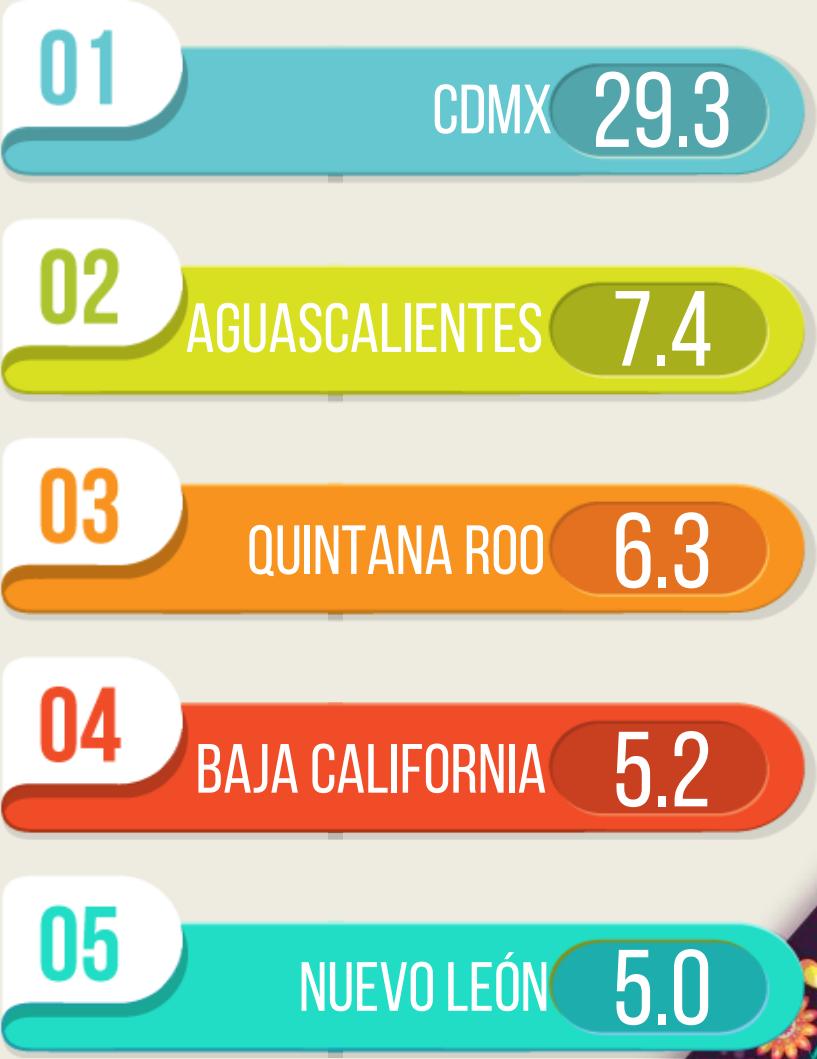 01
CDMX 29.3
02
AGUASCALIENTES 7.4
03
QUINTANA ROO 6.3
04
BAJA CALIFORNIA 5.2
05
NUEVO LEÓN 5.0